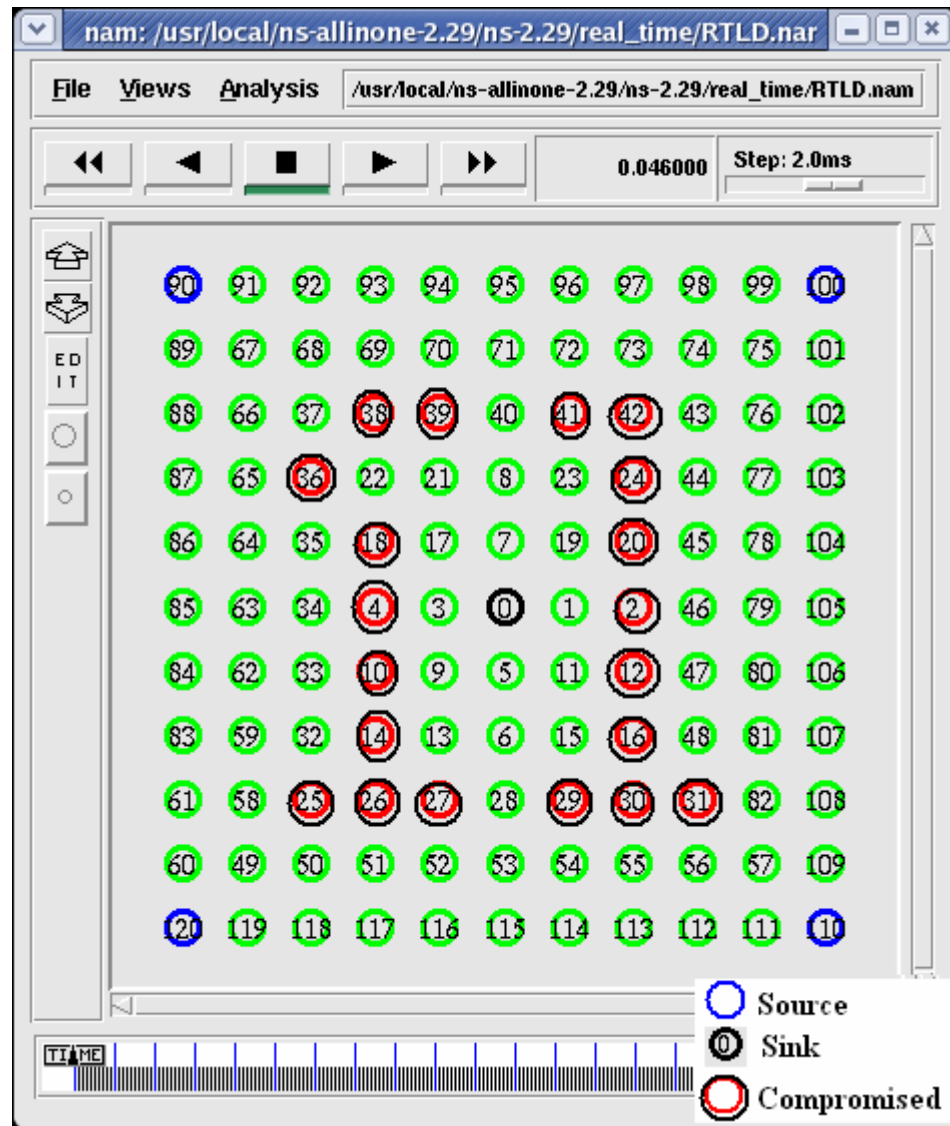 nam: /usr/local/ns-allinone-2.29/ns-2.29/real_time/RTLD.nar
File Views Analysis /usr/local/ns-allinone-2.29/ns-2.29/real_time/RTLD.nam
0.046000 Step: 2.0ms
ED
IT
90 91 92 93 94 95 96 97 98 99 100
89 67 68 69 70 71 72 73 74 75 101
88 66 37 38 39 40 41 42 43 76 102
87 65 36 22 21 8 23 24 44 77 103
86 64 35 18 17 7 19 20 45 78 104
85 63 34 4 3 0 1 2 46 79 105
84 62 33 10 9 5 11 12 47 80 106
83 59 32 14 13 6 15 16 48 81 107
61 58 25 26 27 28 29 30 31 82 108
60 49 50 51 52 53 54 55 56 57 109
120 119 118 117 116 115 114 113 112 111 110
Source
0 Sink
Compromised
TIME